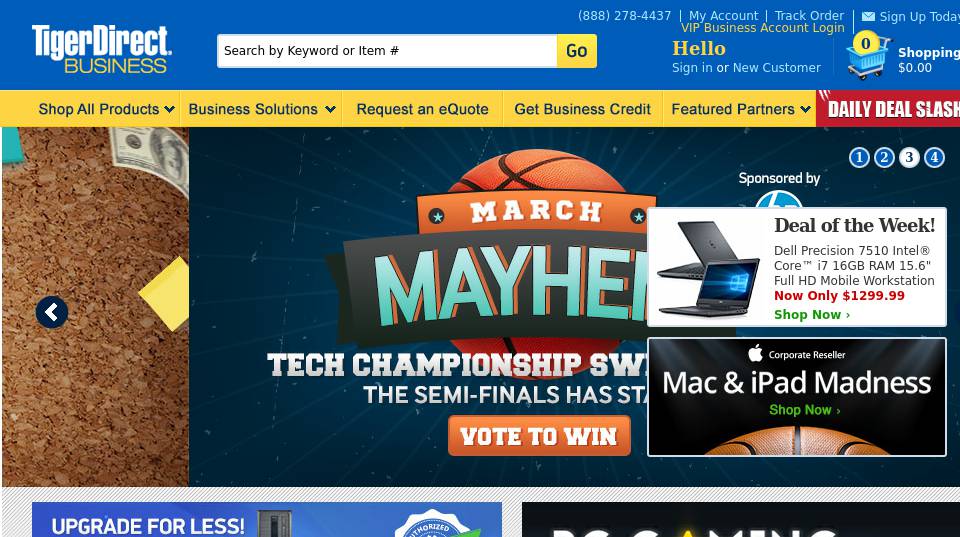 (888) 278-4437 | My Account | Track Order | Sign Up Today
VIP Business Account Login
TigerDirect.
BUSINESS
Search by Keyword or Item #
Go
Hello
Sign in or New Customer
0
Shopping
$0.00
Shop All Products
Business Solutions
Request an eQuote
Get Business Credit
Featured Partners
DAILY DEAL SLASH
1 2 3 4
Sponsored by
hp
MARCH
MAYHE
TECH CHAMPIONSHIP SW
THE SEMI-FINALS HAS STA
VOTE TO WIN
Deal of the Week!
Dell Precision 7510 Intel®
Core™ i7 16GB RAM 15.6"
Full HD Mobile Workstation
Now Only $1299.99
Shop Now ›
Corporate Reseller
Mac & iPad Madness
Shop Now ›
UPGRADE FOR LESS!
AUTHORIZED
PC GAMING